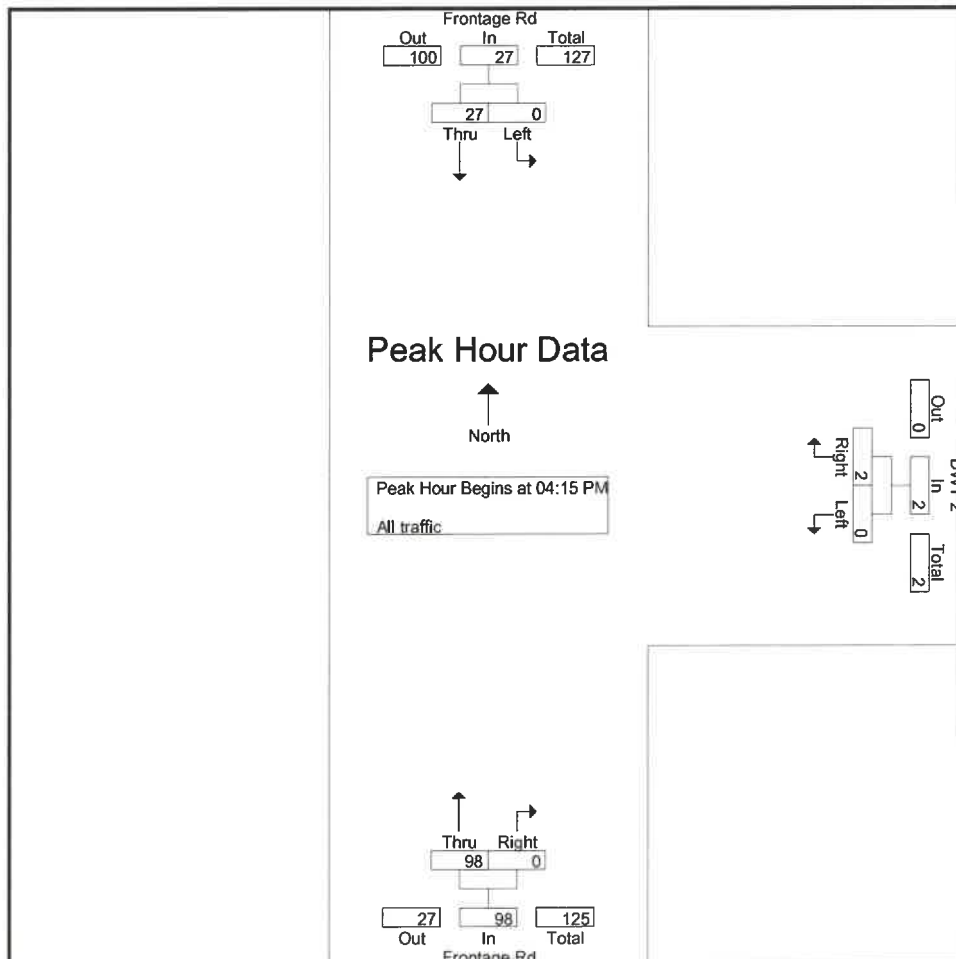 Frontage Rd
Out In Total
100 27 127
27 0
Thru Left
Peak Hour Data
North
Peak Hour Begins at 04:15 PM
All traffic
Out
0
In
2
Total
2
Right
2
Left
0
Thru Right
98 0
27 98 125
Out In Total
Frontage Rd